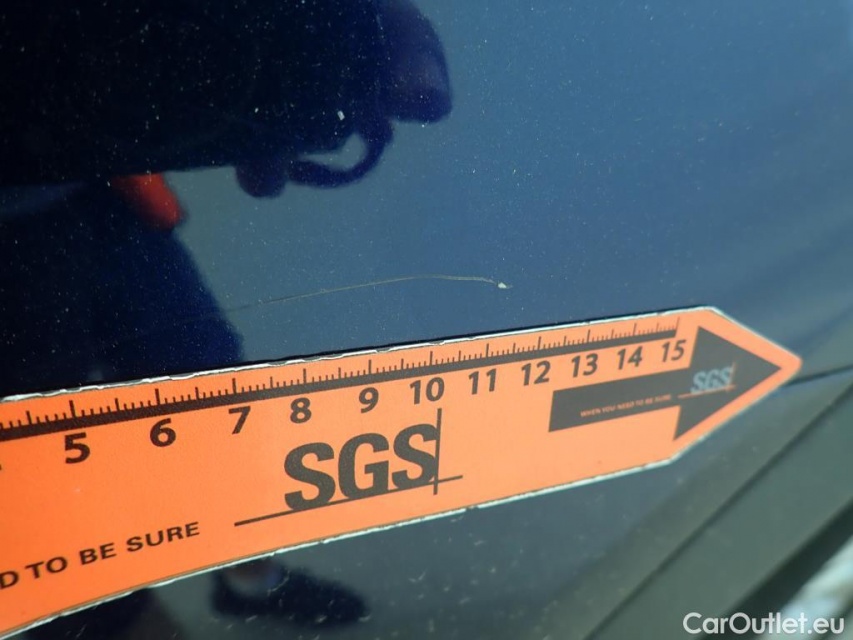 5 6 7 8 9 10 11 12 13 14 15
SGS
WHEN YOU NEED TO BE SURE
SGS
D TO BE SURE
CarOutlet.eu